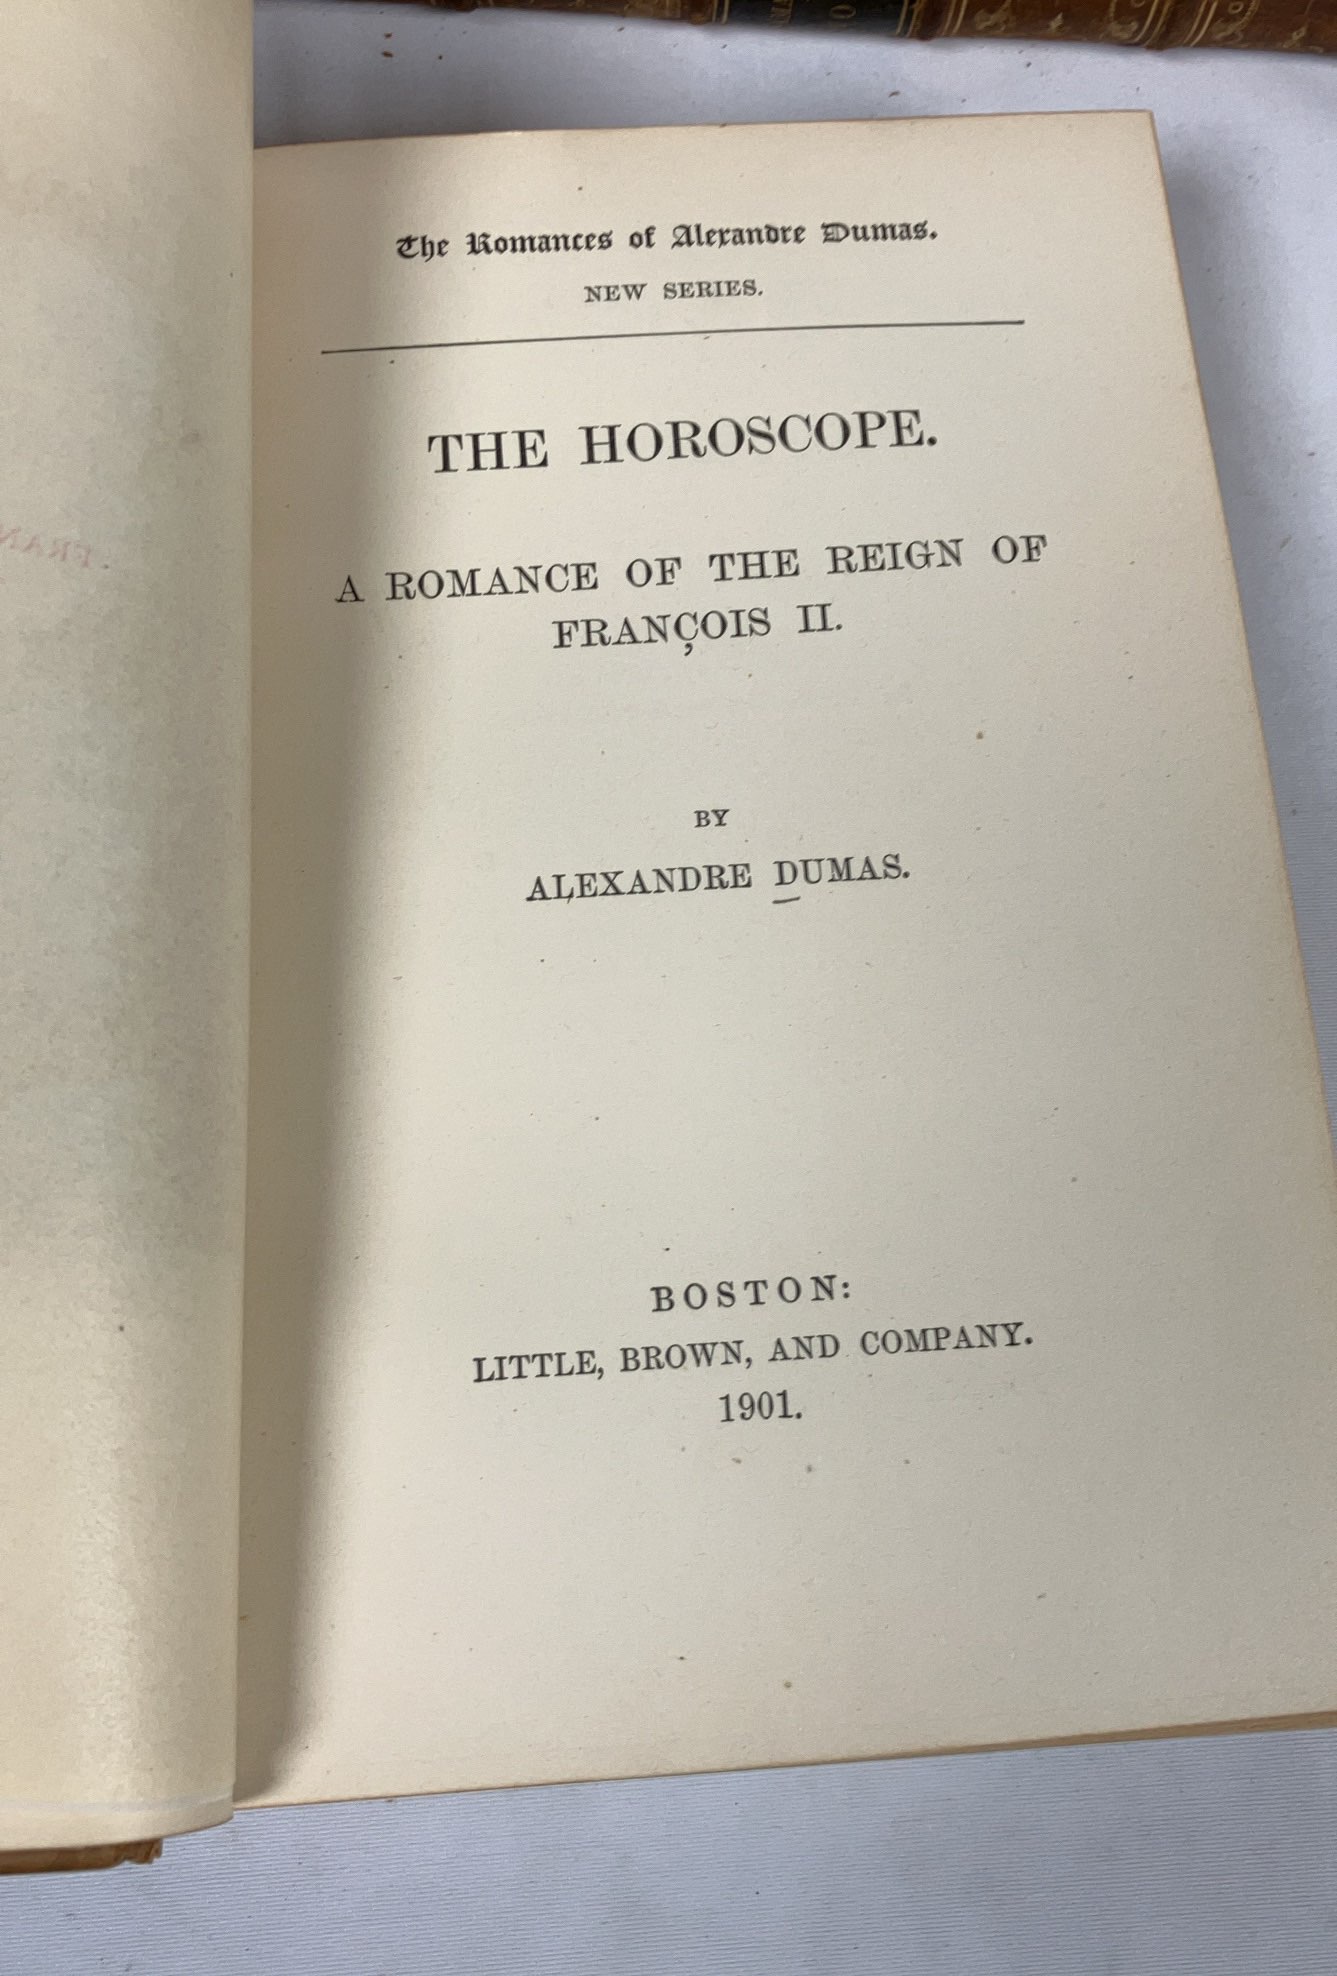 The Romances of Alexandre Dumas.
NEW SERIES.
THE HOROSCOPE.
A ROMANCE OF THE REIGN OF
FRANÇOIS II.
BY
ALEXANDRE DUMAS.
BOSTON:
LITTLE, BROWN, AND COMPANY.
1901.